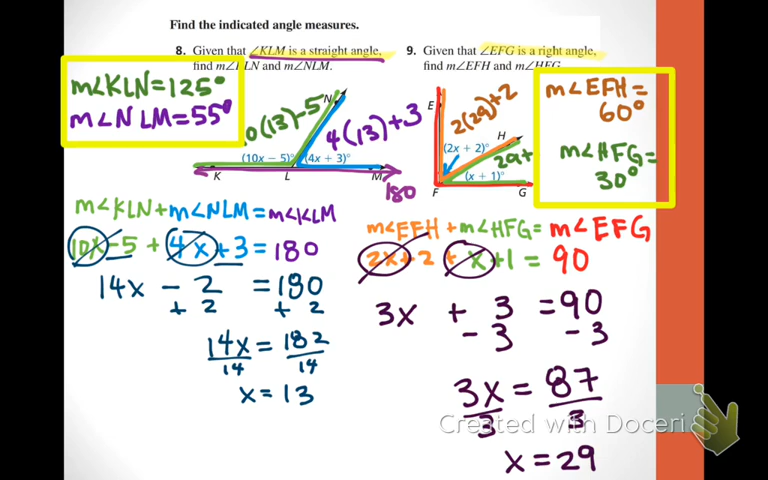 Find the indicated angle measures.
8. Given that ∠KLM is a straight angle,
find m∠KLN and m∠NLM.
m∠KLN=125°
m∠NLM=55°
10(13)-5
4(13)+3
N
(10x − 5)°
(4x + 3)°
K
L
M
180
m∠KLN+m∠NLM=m∠KLM
10x-5 + 4x+3 = 180
14x - 2 = 180
+ 2 + 2
14x = 182
14 14
x = 13
9. Given that ∠EFG is a right angle,
find m∠EFH and m∠HFG.
m∠EFH=
60°
m∠HFG=
30°
E
2(29)+2
H
(2x + 2)°
29+
(x + 1)°
F
G
m∠EFH+m∠HFG=m∠EFG
2x+2 + x+1 = 90
3x + 3 = 90
- 3 - 3
3x = 87
3 3
x = 29
Created with Doceri